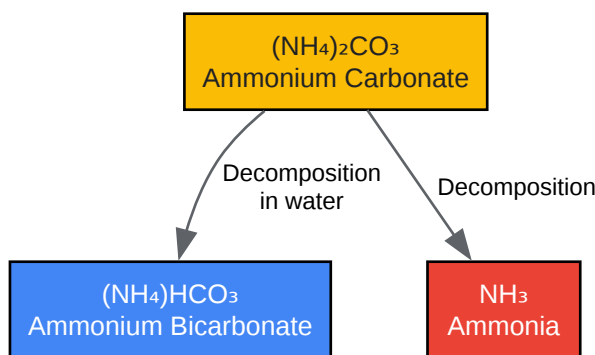 (NH₄)₂CO₃
Ammonium Carbonate
Decomposition
in water
Decomposition
(NH₄)HCO₃
Ammonium Bicarbonate
NH₃
Ammonia